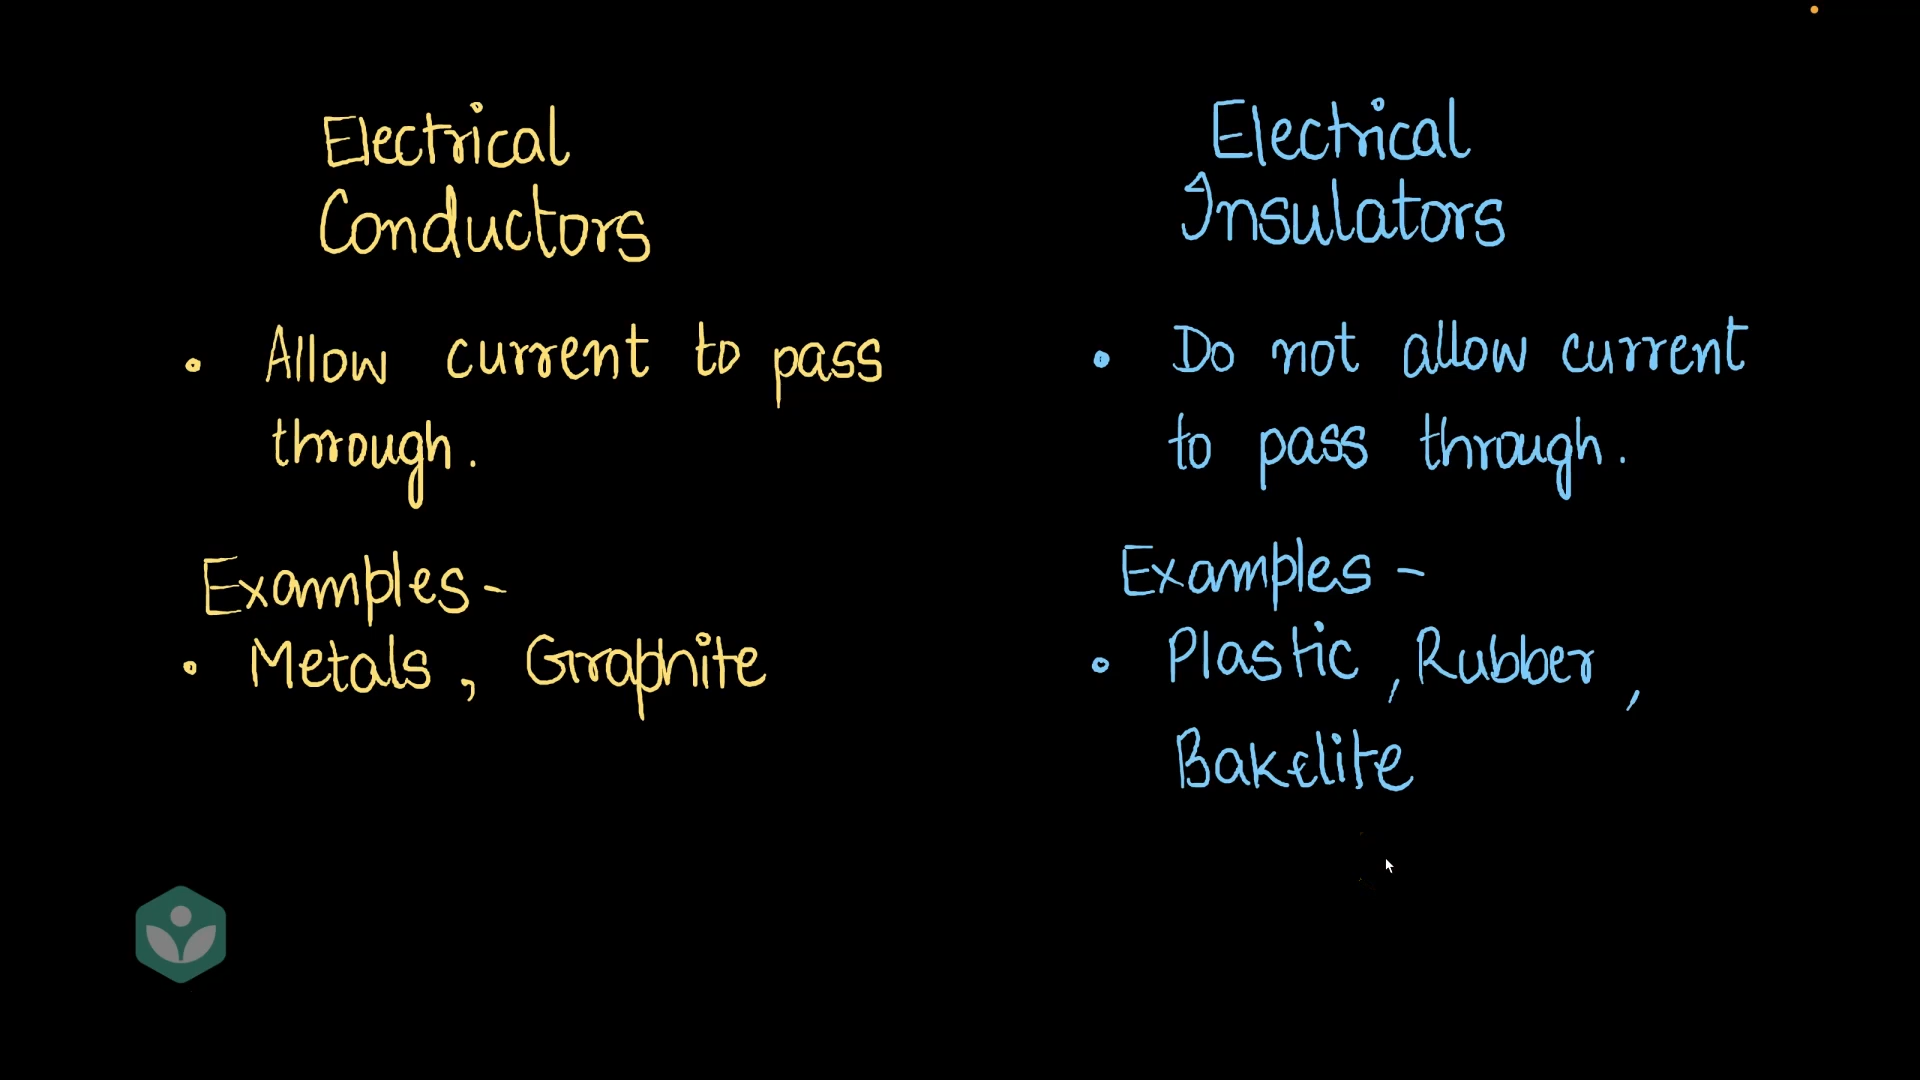 Electrical
Conductors
• Allow current to pass
through.
Examples -
• Metals, Graphite
Electrical
Insulators
• Do not allow current
to pass through.
Examples -
• Plastic, Rubber,
Bakelite